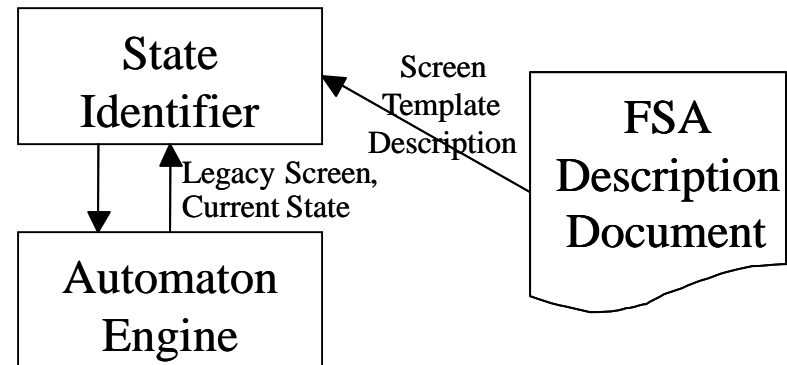 State
Identifier
Screen
Template
Description
FSA
Description
Document
Legacy Screen,
Current State
Automaton
Engine